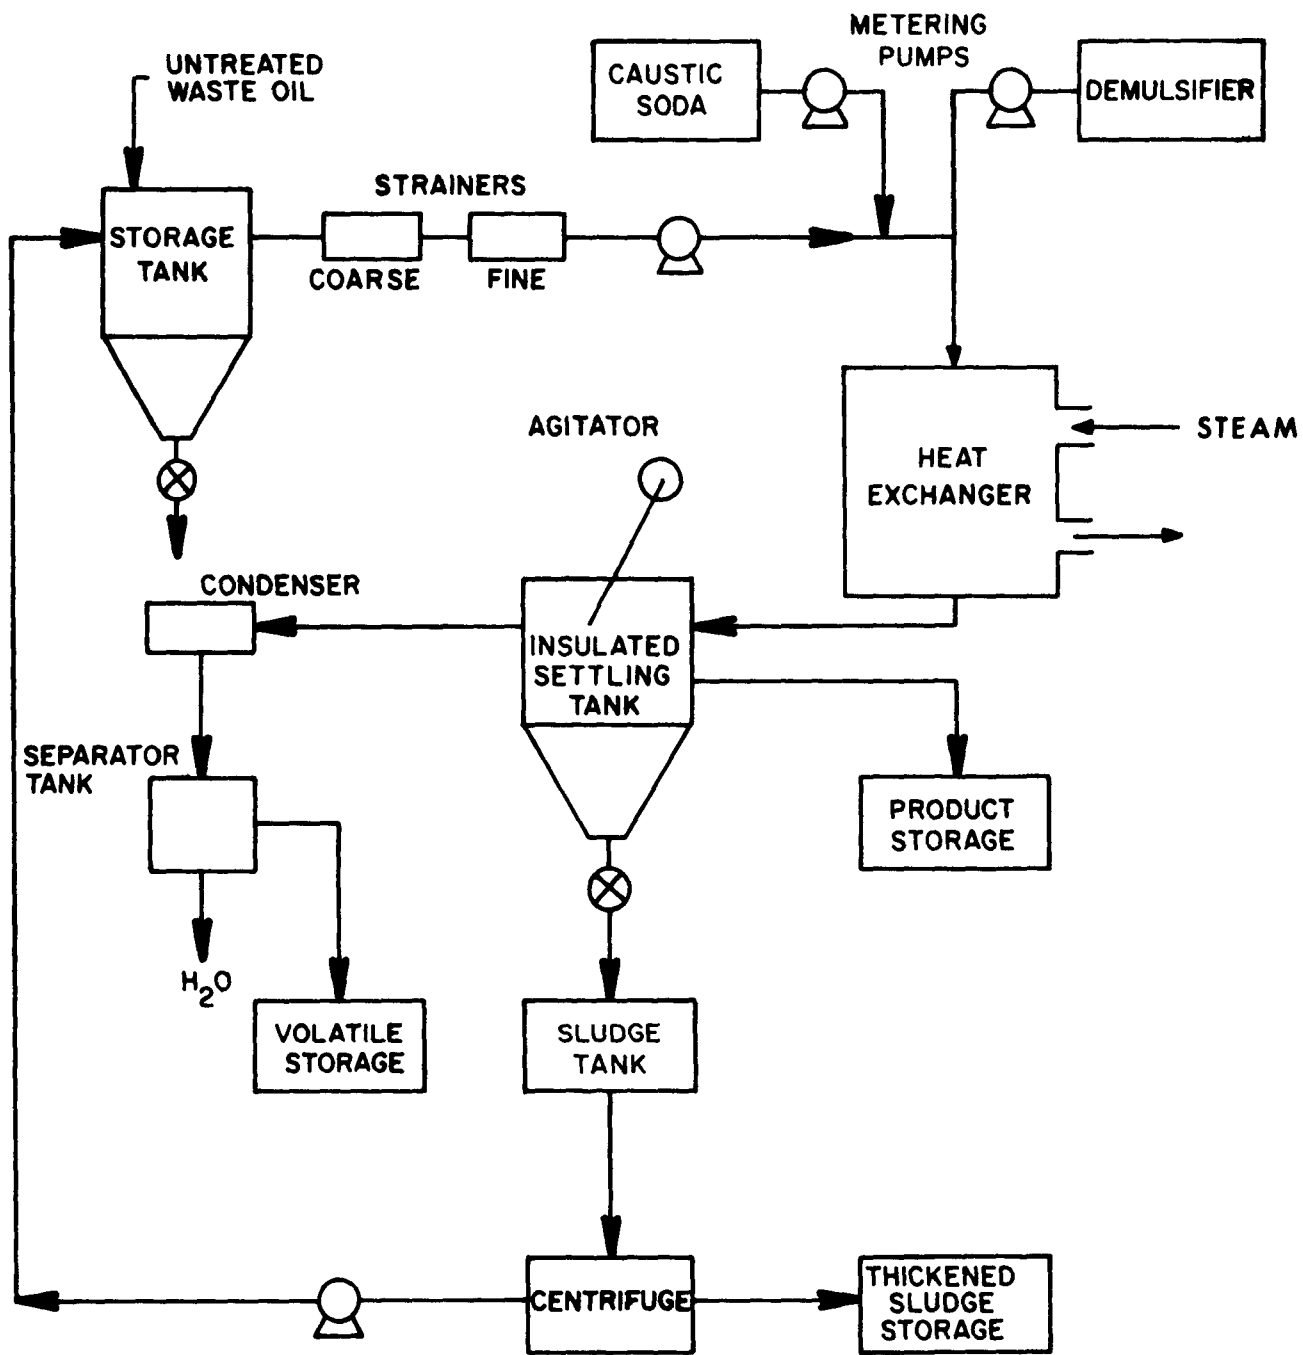 METERING
PUMPS
UNTREATED
WASTE OIL
CAUSTIC
SODA
DEMULSIFIER
STRAINERS
STORAGE
TANK
COARSE
FINE
HEAT
EXCHANGER
STEAM
AGITATOR
CONDENSER
INSULATED
SETTLING
TANK
SEPARATOR
TANK
PRODUCT
STORAGE
H₂O
VOLATILE
STORAGE
SLUDGE
TANK
CENTRIFUGE
THICKENED
SLUDGE
STORAGE